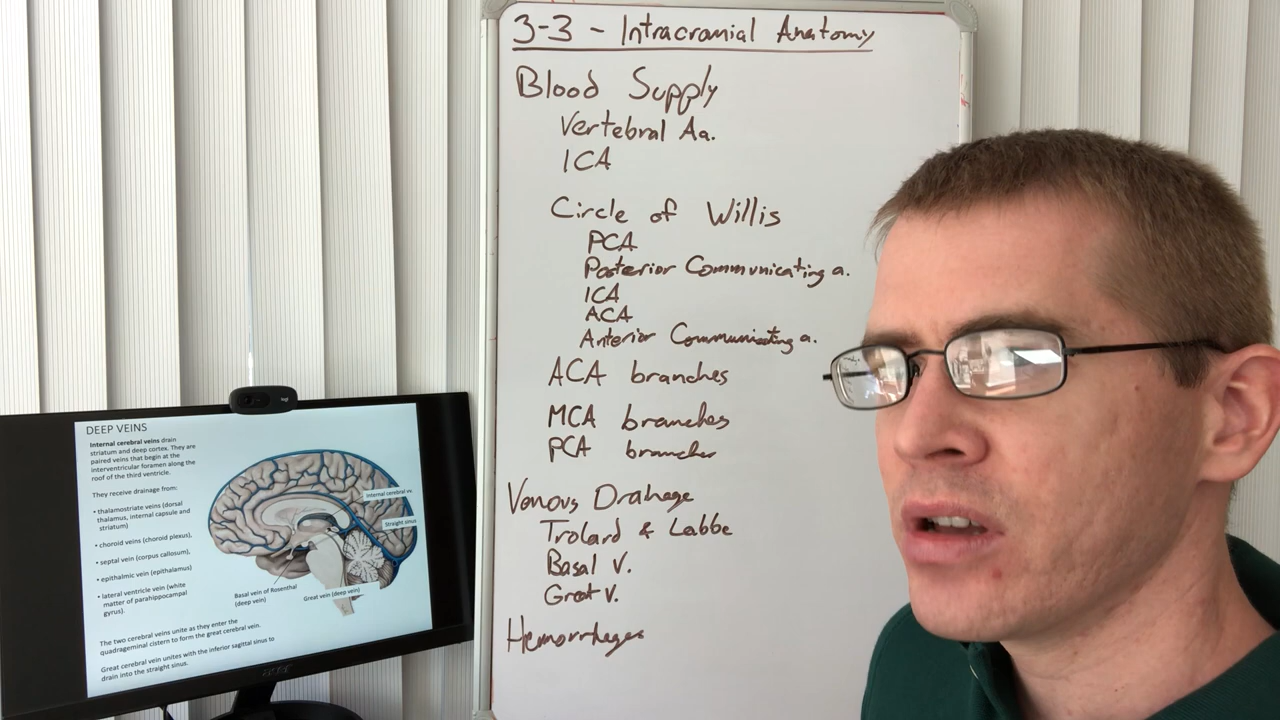 3-3 - Intracranial Anatomy
Blood Supply
Vertebral Aa.
ICA
Circle of Willis
PCA
Posterior Communicating a.
ICA
ACA
Anterior Communicating a.
ACA branches
MCA branches
PCA branches
Venous Drainage
Trolard & Labbe
Basal V.
Great v.
Hemorrhages
logi
DEEP VEINS
Internal cerebral veins drain
striatum and deep cortex. They are
paired veins that begin at the
interventricular foramen along the
roof of the third ventricle.
They receive drainage from:
• thalamostriate veins (dorsal
thalamus, internal capsule and
striatum)
• choroid veins (choroid plexus),
• septal vein (corpus callosum),
• epithalmic vein (epithalamus)
• lateral ventricle vein (white
matter of parahippocampal
gyrus).
The two cerebral veins unite as they enter the
quadrageminal cistern to form the great cerebral vein.
Great cerebral vein unites with the inferior sagittal sinus to
drain into the straight sinus.
Internal cerebral vv.
Straight sinus
Basal vein of Rosenthal
(deep vein)
Great vein (deep vein)
acer